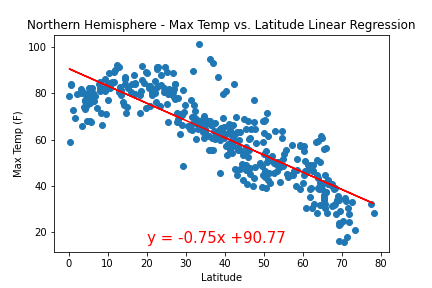 Northern Hemisphere - Max Temp vs. Latitude Linear Regression
100
80
60
40
20
Max Temp (F)
y = -0.75x +90.77
0 10 20 30 40 50 60 70 80
Latitude